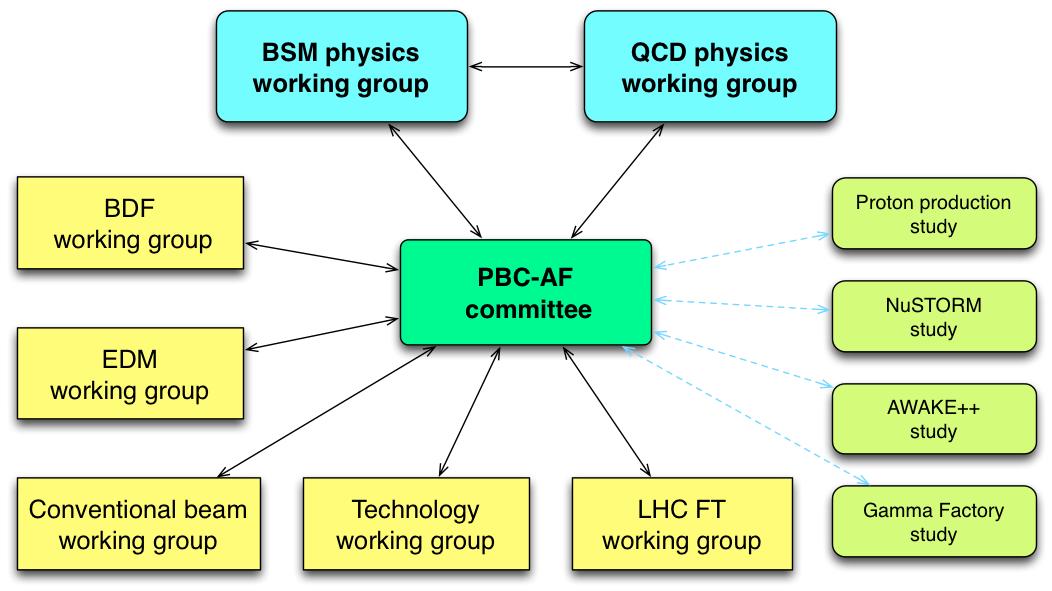 BSM physics
working group
QCD physics
working group
BDF
working group
Proton production
study
PBC-AF
committee
NuSTORM
study
EDM
working group
AWAKE++
study
Conventional beam
working group
Technology
working group
LHC FT
working group
Gamma Factory
study